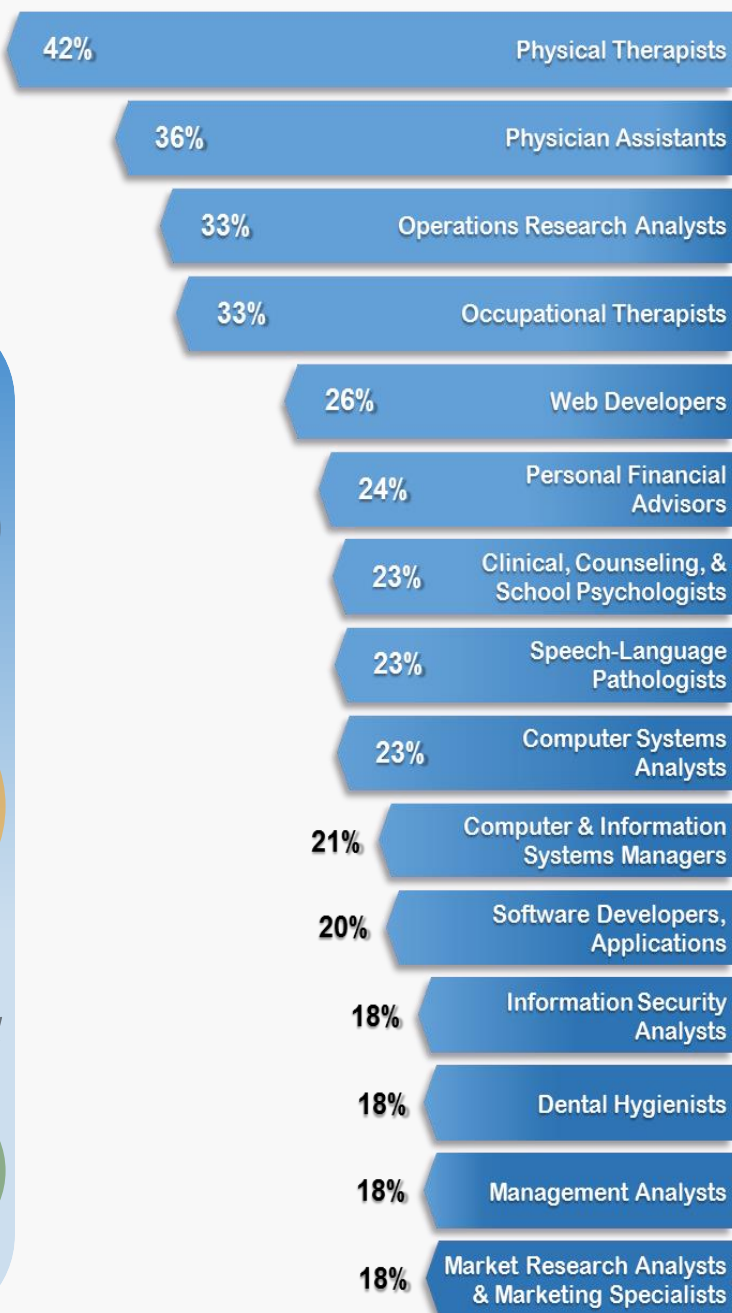 42% Physical Therapists
36% Physician Assistants
33% Operations Research Analysts
33% Occupational Therapists
26% Web Developers
24% Personal Financial
Advisors
23% Clinical, Counseling, &
School Psychologists
23% Speech-Language
Pathologists
23% Computer Systems
Analysts
21% Computer & Information
Systems Managers
20% Software Developers,
Applications
18% Information Security
Analysts
18% Dental Hygienists
18% Management Analysts
18% Market Research Analysts
& Marketing Specialists